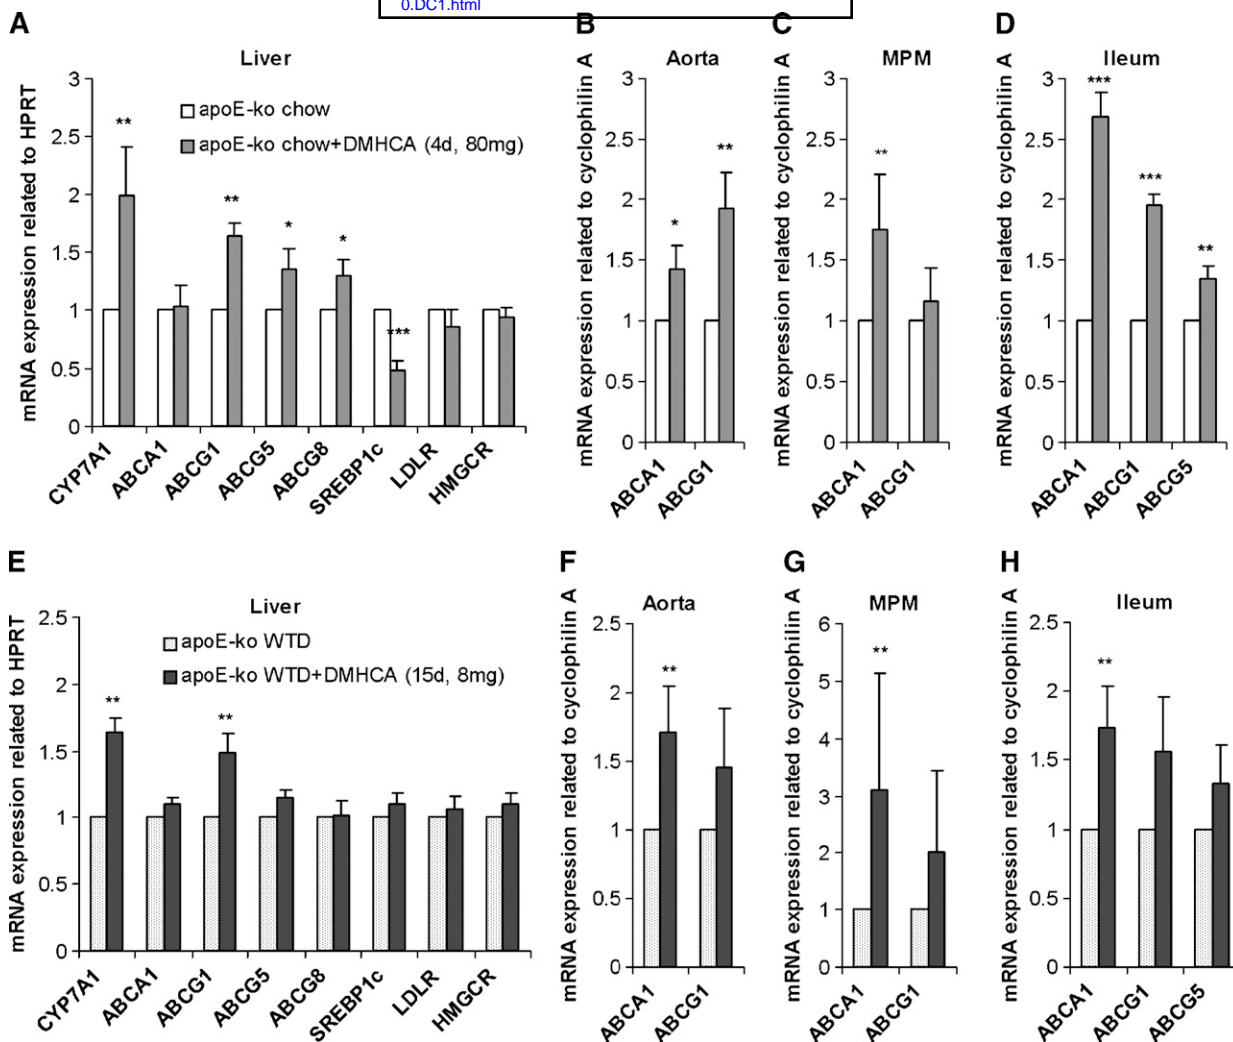 0.DC1.html
A
Liver
mRNA expression related to HPRT
3
2.5
2
1.5
1
0.5
0
apoE-ko chow
apoE-ko chow+DMHCA (4d, 80mg)
**
**
*
*
***
CYP7A1
ABCA1
ABCG1
ABCG5
ABCG8
SREBP1c
LDLR
HMGCR
B
Aorta
mRNA expression related to cyclophilin A
3
2.5
2
1.5
1
0.5
0
*
**
ABCA1
ABCG1
C
MPM
mRNA expression related to cyclophilin A
3
2.5
2
1.5
1
0.5
0
**
ABCA1
ABCG1
D
Ileum
mRNA expression related to cyclophilin A
3
2.5
2
1.5
1
0.5
0
***
***
**
ABCA1
ABCG1
ABCG5
E
Liver
mRNA expression related to HPRT
2.5
2
1.5
1
0.5
0
apoE-ko WTD
apoE-ko WTD+DMHCA (15d, 8mg)
**
**
CYP7A1
ABCA1
ABCG1
ABCG5
ABCG8
SREBP1c
LDLR
HMGCR
F
Aorta
mRNA expression related to cyclophilin A
2.5
2
1.5
1
0.5
0
**
ABCA1
ABCG1
G
MPM
mRNA expression related to cyclophilin A
6
5
4
3
2
1
0
**
ABCA1
ABCG1
H
Ileum
mRNA expression related to cyclophilin A
2.5
2
1.5
1
0.5
0
**
ABCA1
ABCG1
ABCG5